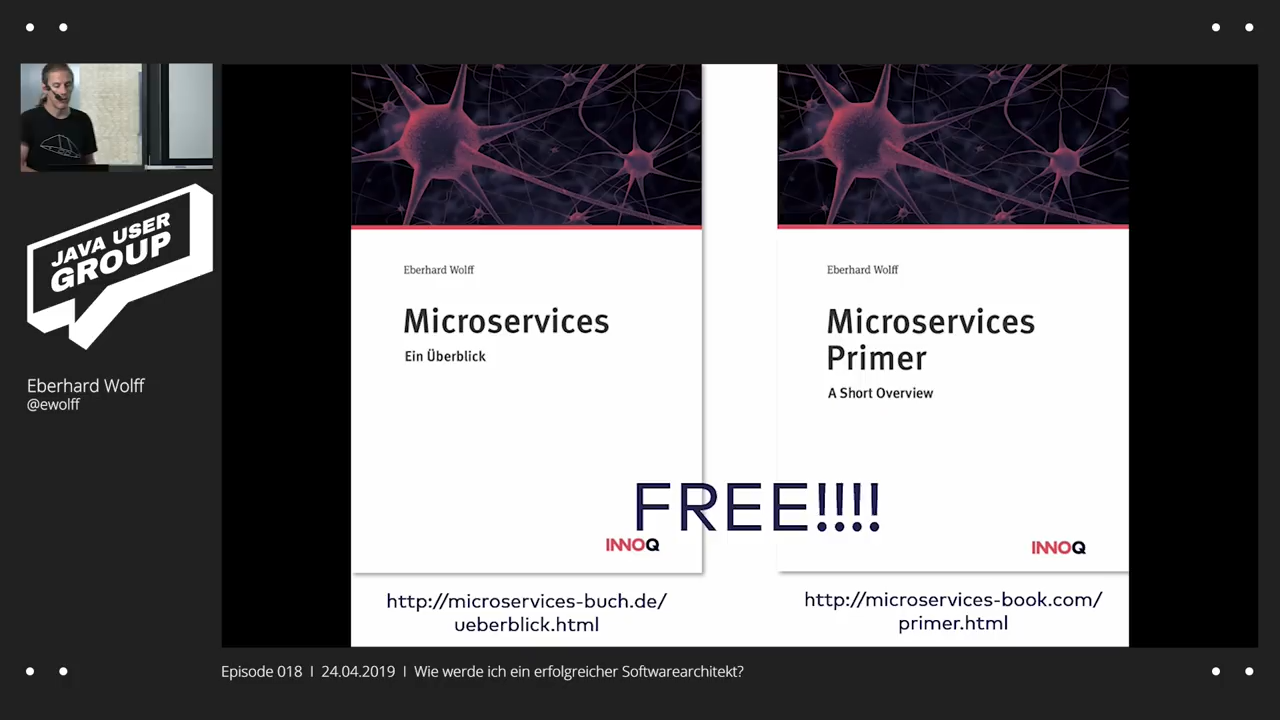 JAVA USER
GROUP
Eberhard Wolff
@ewolff
Eberhard Wolff
Microservices
Ein Überblick
INNOQ
http://microservices-buch.de/
ueberblick.html
Eberhard Wolff
Microservices
Primer
A Short Overview
INNOQ
http://microservices-book.com/
primer.html
FREE!!!!
Episode 018 I 24.04.2019 I Wie werde ich ein erfolgreicher Softwarearchitekt?